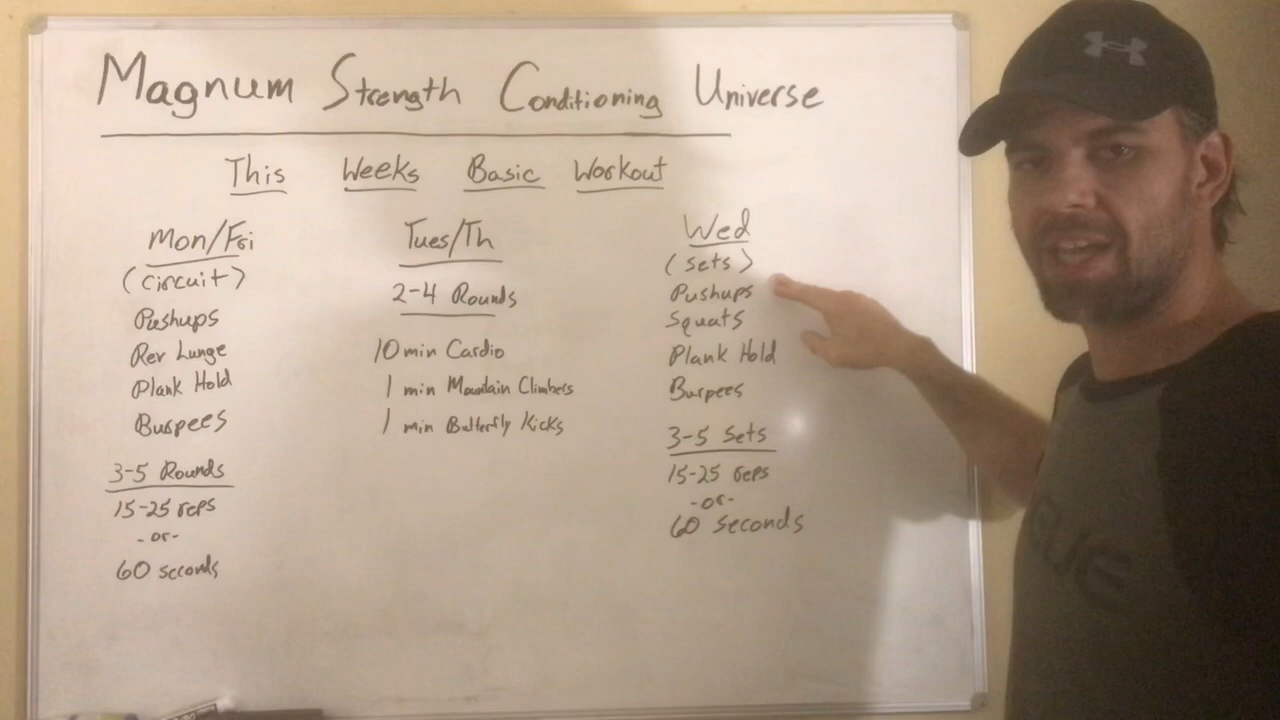 Magnum Strength Conditioning Universe
This Weeks Basic Workout
Mon/Fri
(circuit)
Pushups
Rev Lunge
Plank Hold
Burpees
3-5 Rounds
15-25 reps
-or-
60 seconds
Tues/Th
2-4 Rounds
10 min Cardio
1 min Mountain Climbers
1 min Butterfly Kicks
Wed
(sets)
Pushups
Squats
Plank Hold
Burpees
3-5 Sets
15-25 reps
-or-
60 seconds